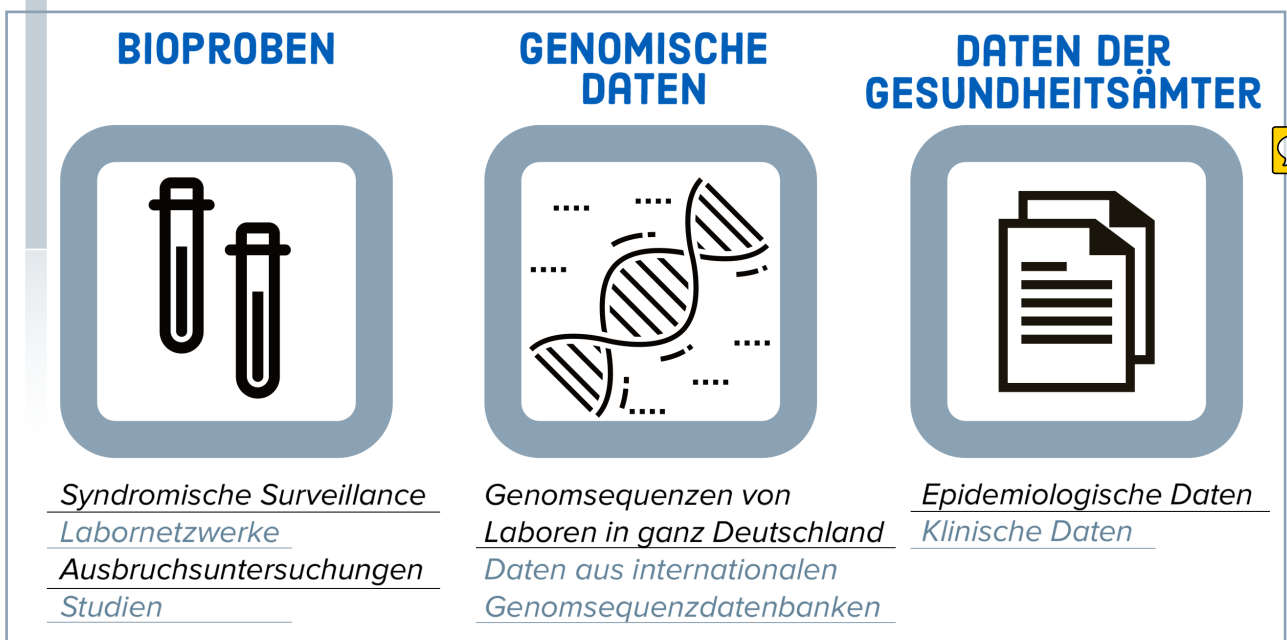 BIOPROBEN
GENOMISCHE
DATEN
DATEN DER
GESUNDHEITSÄMTER
Syndromische Surveillance
Labornetzwerke
Ausbruchsuntersuchungen
Studien
Genomsequenzen von
Laboren in ganz Deutschland
Daten aus internationalen
Genomsequenzdatenbanken
Epidemiologische Daten
Klinische Daten